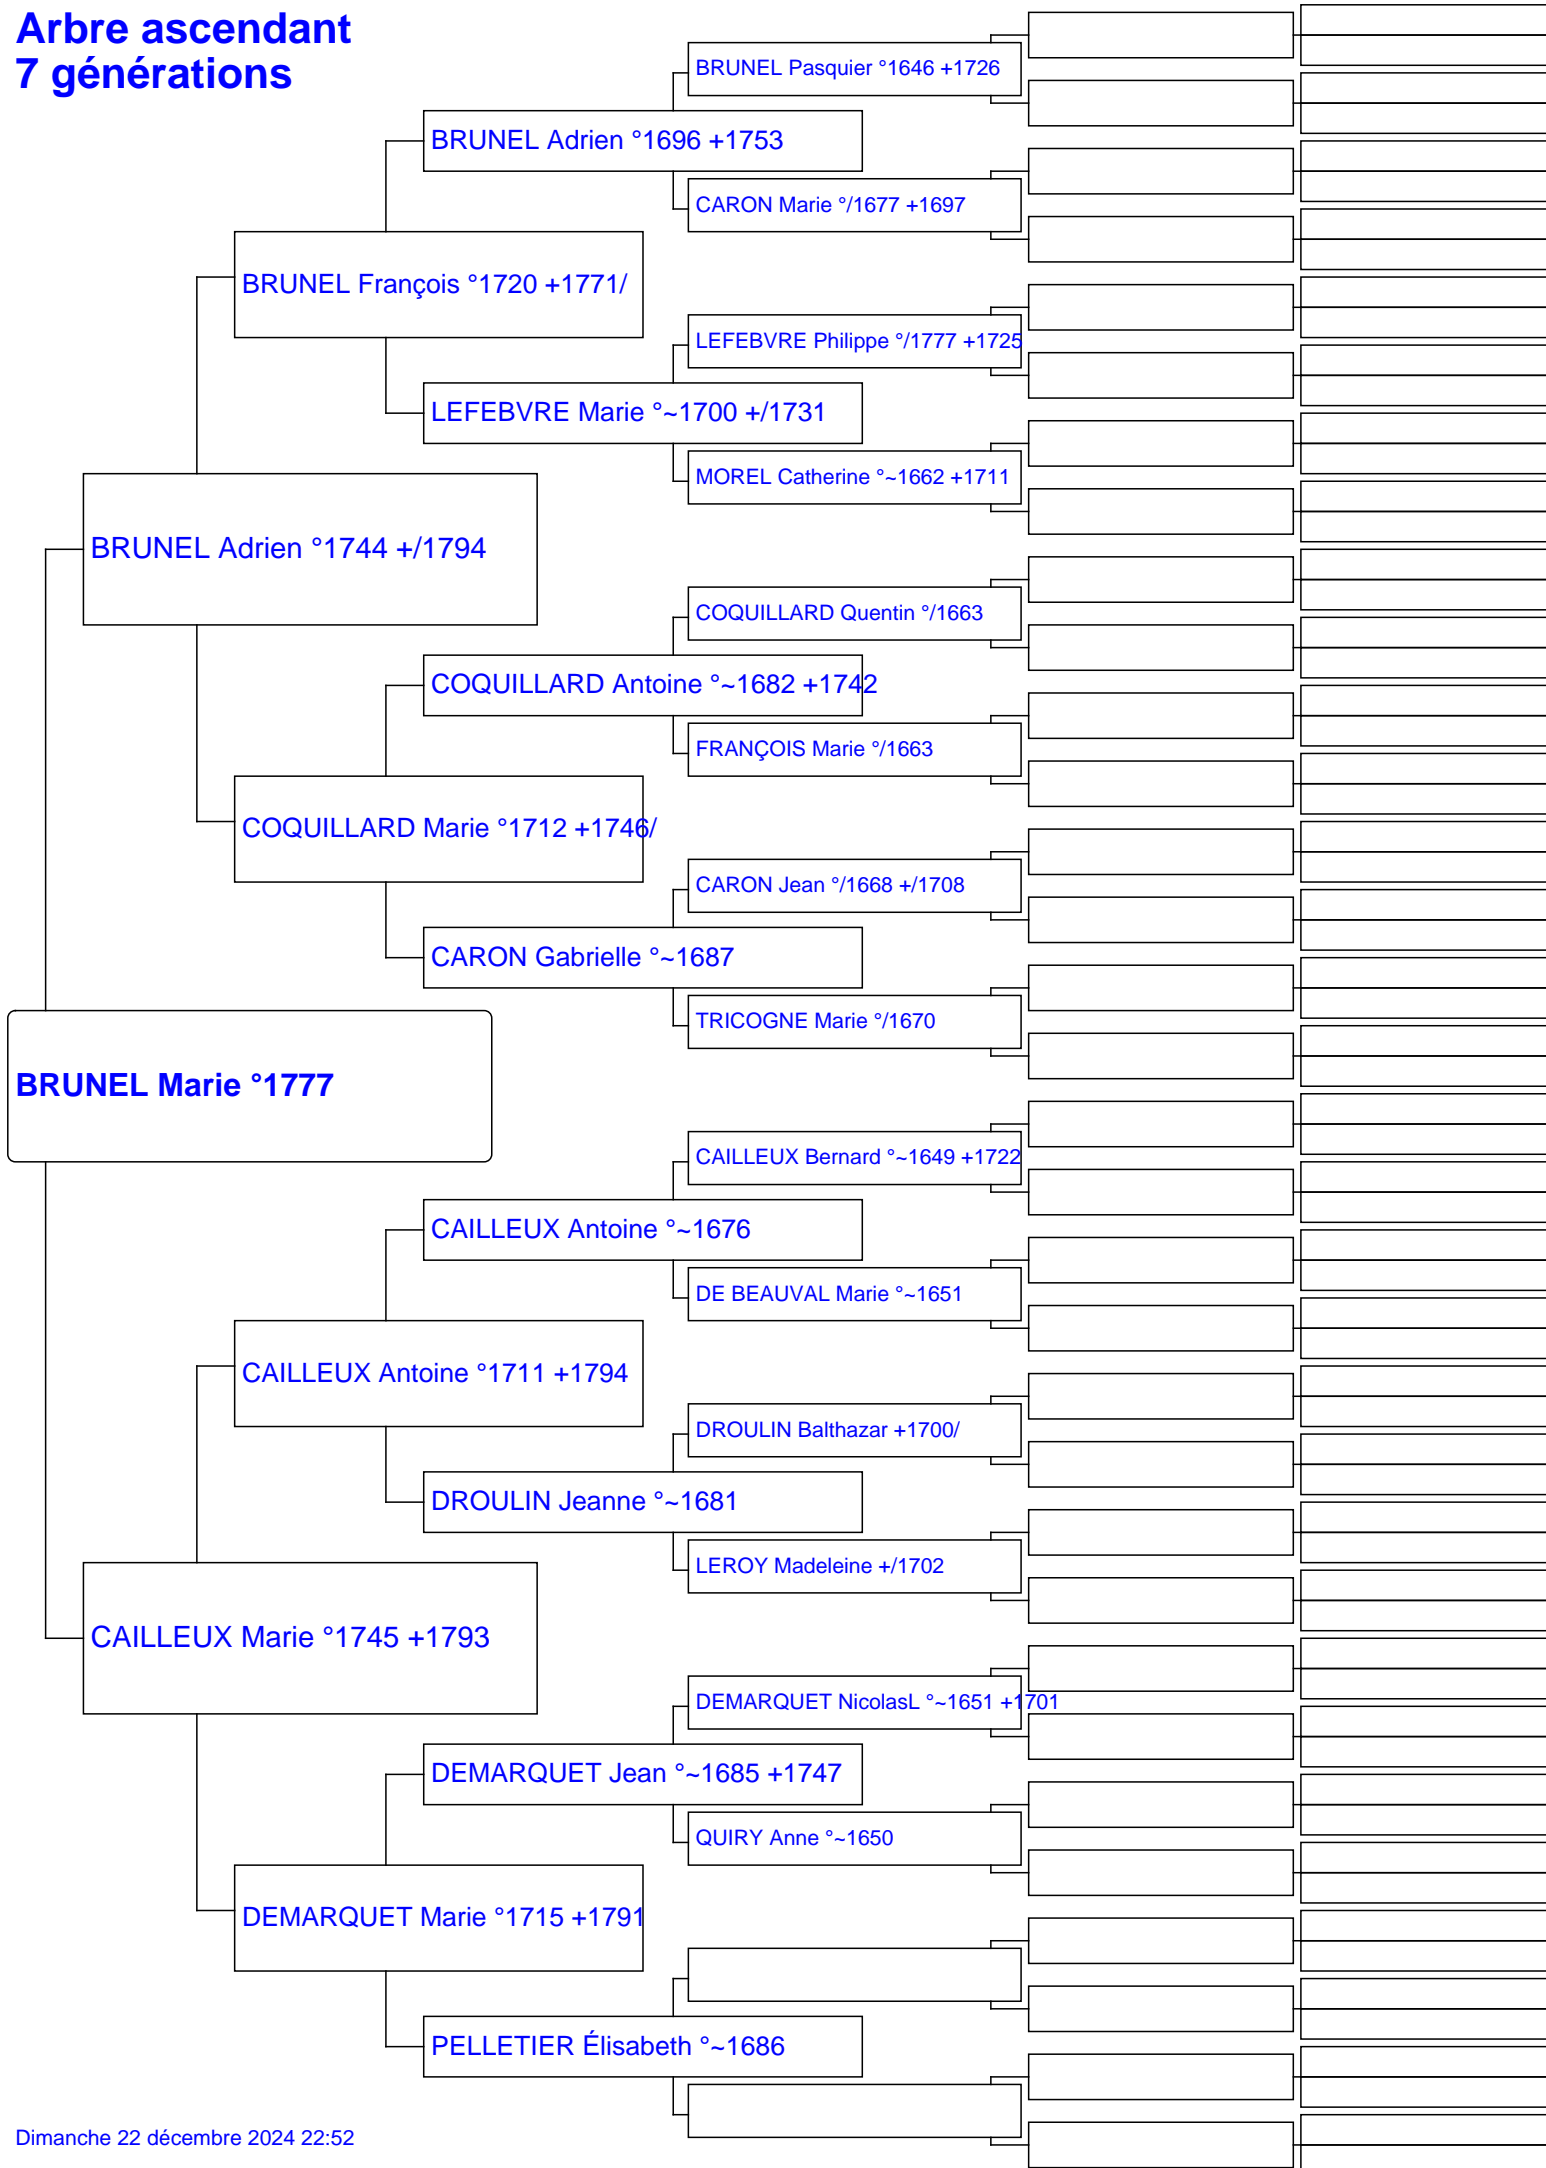 Arbre ascendant
7 générations
BRUNEL Pasquier °1646 +1726
BRUNEL Adrien °1696 +1753
CARON Marie °/1677 +1697
BRUNEL François °1720 +1771/
LEFEBVRE Philippe °/1777 +1725
LEFEBVRE Marie °~1700 +/1731
MOREL Catherine °~1662 +1711
BRUNEL Adrien °1744 +/1794
COQUILLARD Quentin °/1663
COQUILLARD Antoine °~1682 +1742
FRANÇOIS Marie °/1663
COQUILLARD Marie °1712 +1746/
CARON Jean °/1668 +/1708
CARON Gabrielle °~1687
TRICOGNE Marie °/1670
BRUNEL Marie °1777
CAILLEUX Bernard °~1649 +1722
CAILLEUX Antoine °~1676
DE BEAUVAL Marie °~1651
CAILLEUX Antoine °1711 +1794
DROULIN Balthazar +1700/
DROULIN Jeanne °~1681
LEROY Madeleine +/1702
CAILLEUX Marie °1745 +1793
DEMARQUET NicolasL °~1651 +1701
DEMARQUET Jean °~1685 +1747
QUIRY Anne °~1650
DEMARQUET Marie °1715 +1791
PELLETIER Élisabeth °~1686
Dimanche 22 décembre 2024 22:52